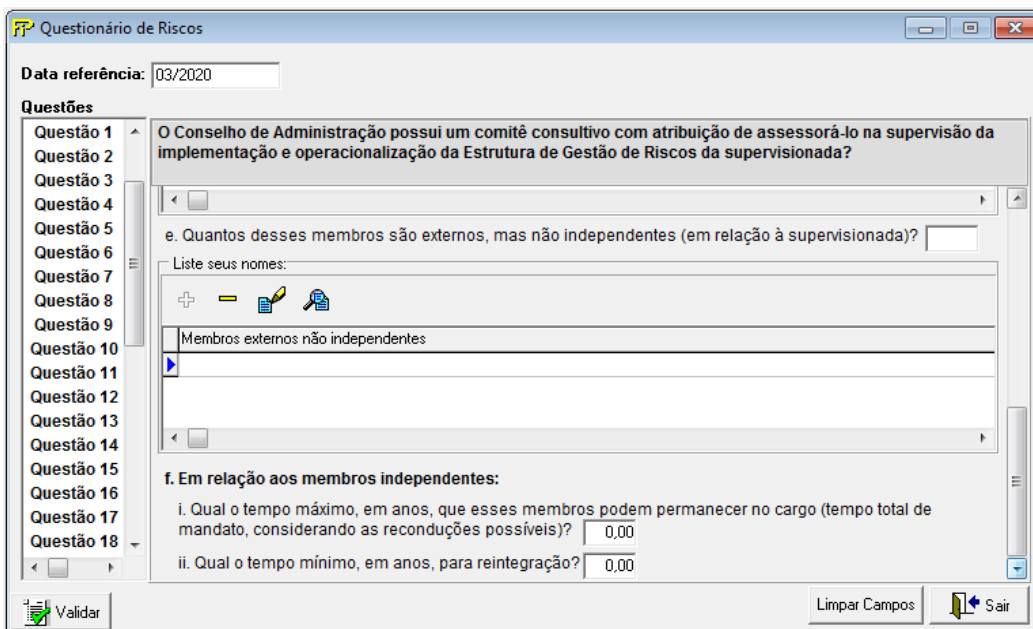 Questionário de Riscos
Data referência: 03/2020
Questões
Questão 1
Questão 2
Questão 3
Questão 4
Questão 5
Questão 6
Questão 7
Questão 8
Questão 9
Questão 10
Questão 11
Questão 12
Questão 13
Questão 14
Questão 15
Questão 16
Questão 17
Questão 18
O Conselho de Administração possui um comitê consultivo com atribuição de assessorá-lo na supervisão da
implementação e operacionalização da Estrutura de Gestão de Riscos da supervisionada?
e. Quantos desses membros são externos, mas não independentes (em relação à supervisionada)?
Liste seus nomes:
Membros externos não independentes
f. Em relação aos membros independentes:
i. Qual o tempo máximo, em anos, que esses membros podem permanecer no cargo (tempo total de
mandato, considerando as reconduções possíveis)? 0,00
ii. Qual o tempo mínimo, em anos, para reintegração? 0,00
Validar
Limpar Campos
Sair